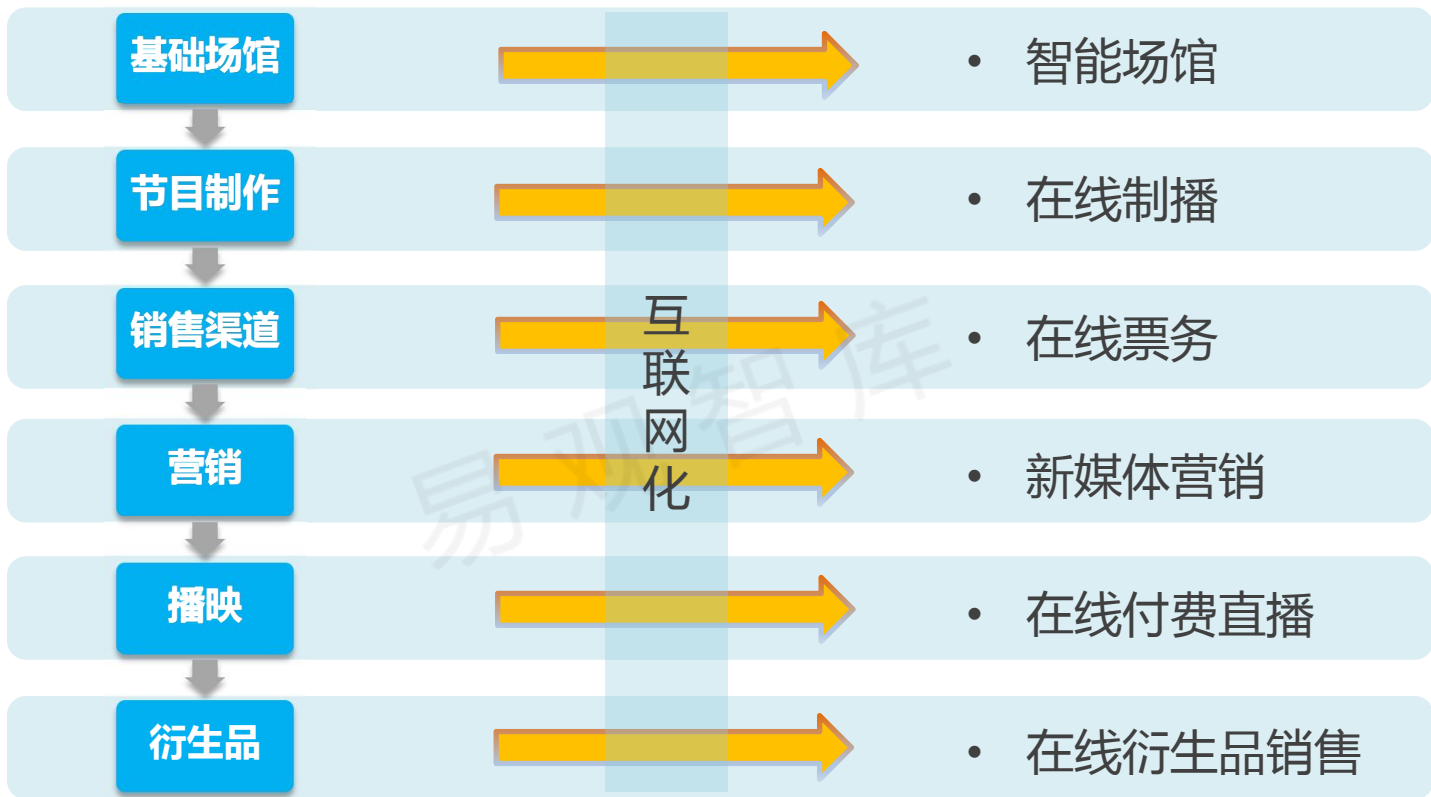 基础场馆
智能场馆
节目制作
在线制播
销售渠道
在线票务
营销
新媒体营销
播映
在线付费直播
衍生品
在线衍生品销售
互联网化
易观智库